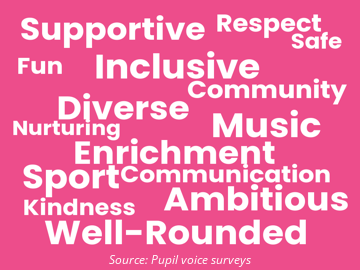 Supportive Respect
Safe
Fun Inclusive
Community
Diverse
Nurturing Music
Enrichment
Sport Communication
Ambitious
Kindness
Well-Rounded
Source: Pupil voice surveys